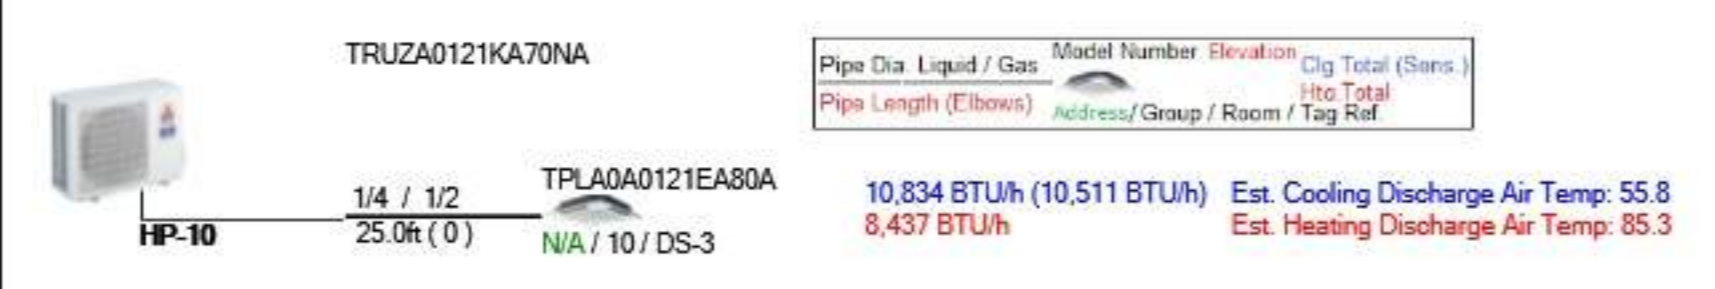 TRUZA0121KA70NA
Pipe Dia. Liquid / Gas
Pipe Length (Elbows)
Model Number Elevation
Clg Total (Sens.)
Htg Total
Address/ Group / Room / Tag Ref.
HP-10
1/4 / 1/2
25.0ft ( 0 )
TPLA0A0121EA80A
N/A / 10 / DS-3
10,834 BTU/h (10,511 BTU/h) Est. Cooling Discharge Air Temp: 55.8
8,437 BTU/h Est. Heating Discharge Air Temp: 85.3